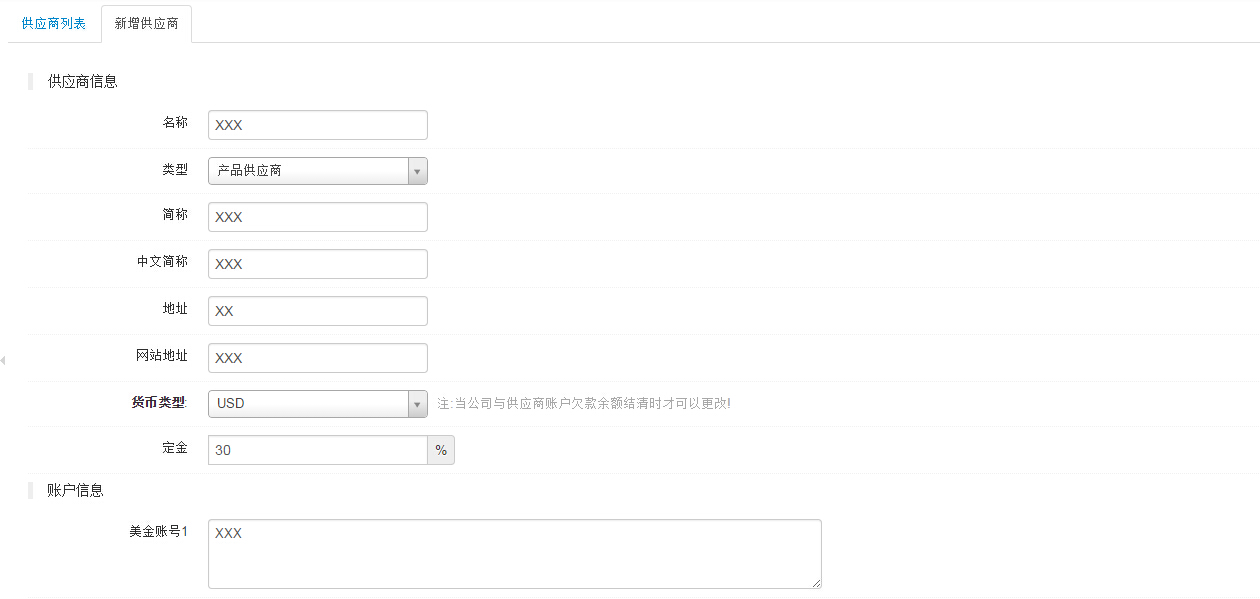 供应商列表 新增供应商
供应商信息
名称 XXX
类型 产品供应商
简称 XXX
中文简称 XXX
地址 XX
网站地址 XXX
货币类型: USD 注:当公司与供应商账户欠款余额结清时才可以更改!
定金 30 %
账户信息
美金账号1 XXX